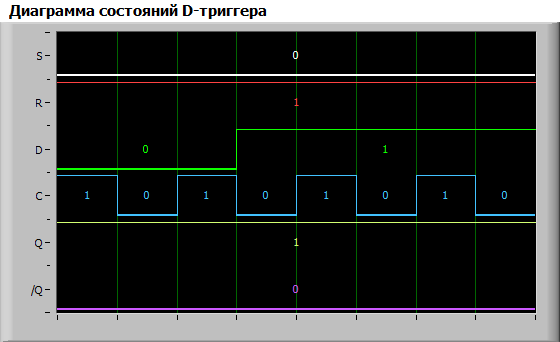 Диаграмма состояний D-триггера
S 0
R 1
D 0 1
C 1 0 1 0 1 0 1 0
Q 1
/Q 0